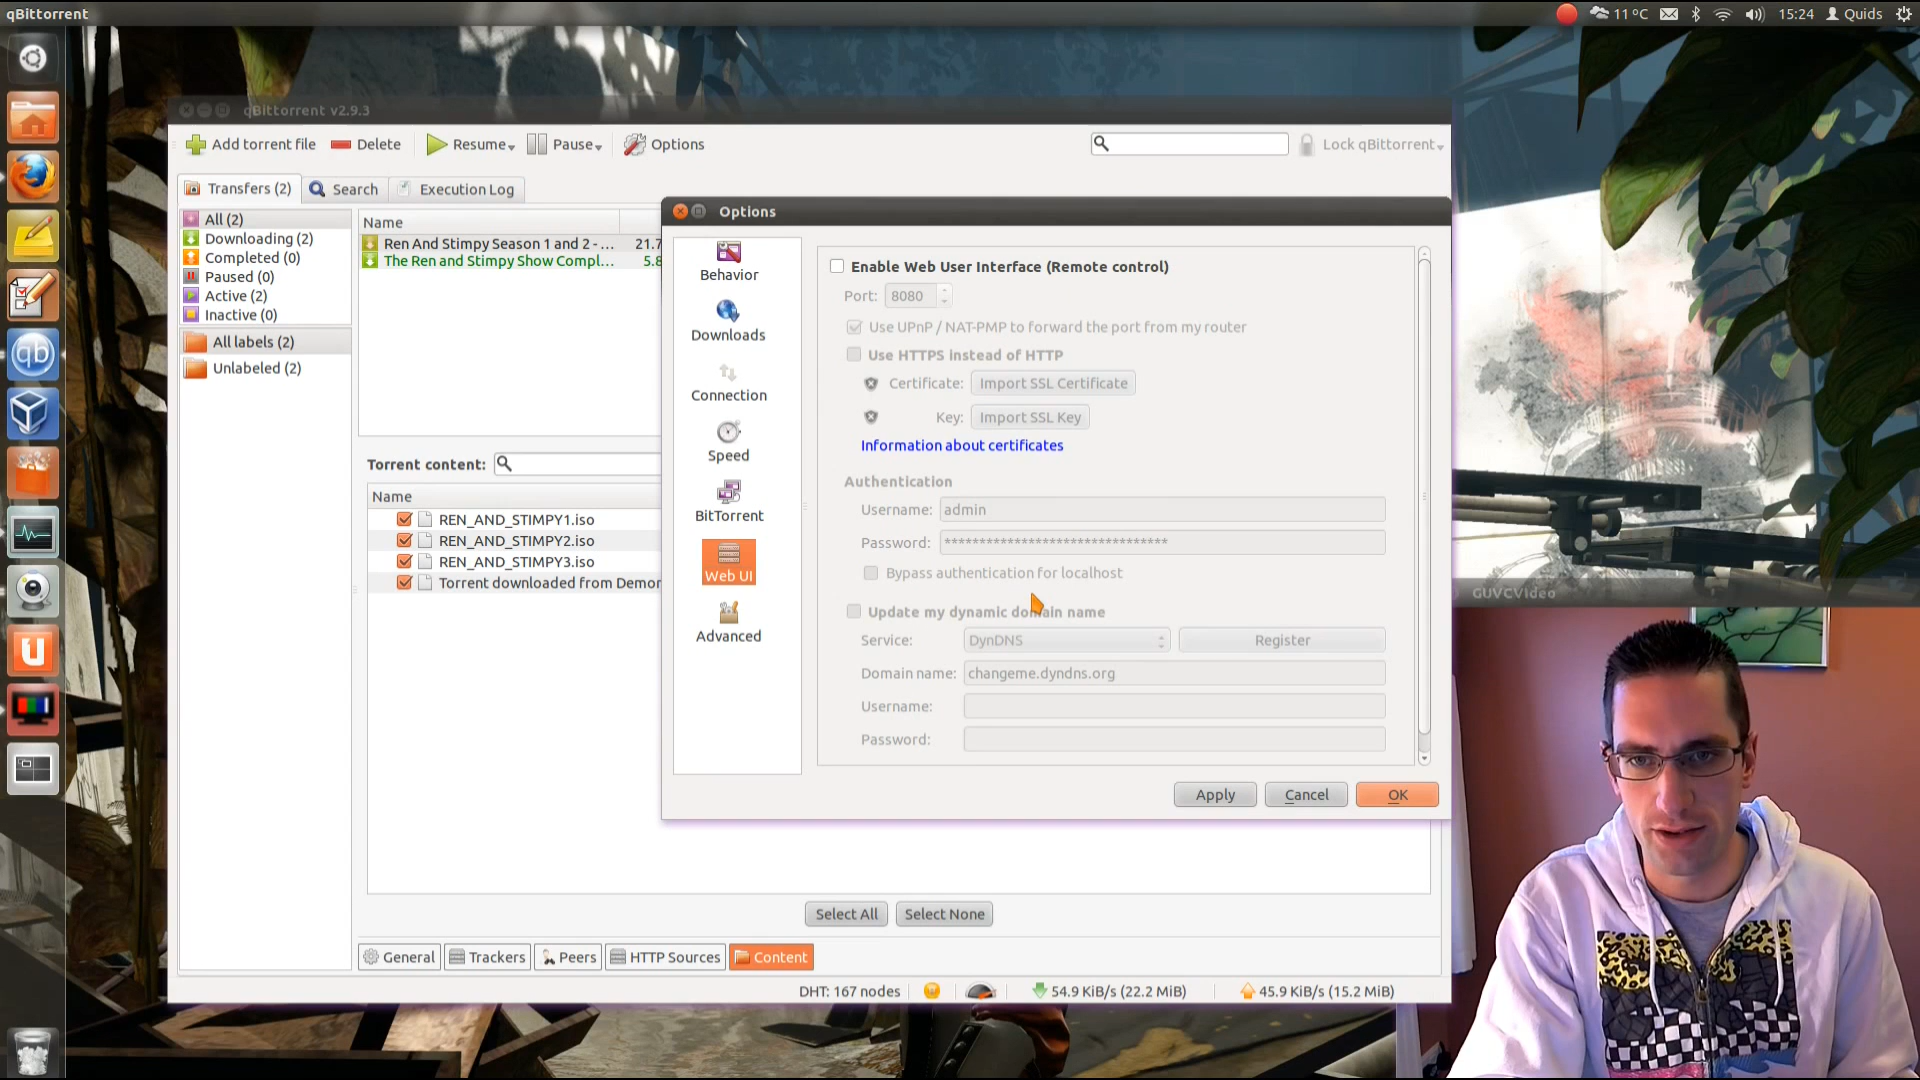 qBittorrent
11 °C
15:24
Quids
qBittorrent v2.9.3
Add torrent file
Delete
Resume
Pause
Options
Lock qBittorrent
Transfers (2)
Search
Execution Log
All (2)
Downloading (2)
Completed (0)
Paused (0)
Active (2)
Inactive (0)
All labels (2)
Unlabeled (2)
Name
Ren And Stimpy Season 1 and 2 - ...
21.7
The Ren and Stimpy Show Compl...
5.8
Torrent content:
Name
REN_AND_STIMPY1.iso
REN_AND_STIMPY2.iso
REN_AND_STIMPY3.iso
Torrent downloaded from Demor
Select All
Select None
General
Trackers
Peers
HTTP Sources
Content
DHT: 167 nodes
54.9 KiB/s (22.2 MiB)
45.9 KiB/s (15.2 MiB)
Options
Behavior
Downloads
Connection
Speed
BitTorrent
Web UI
Advanced
Enable Web User Interface (Remote control)
Port: 8080
Use UPnP / NAT-PMP to forward the port from my router
Use HTTPS instead of HTTP
Certificate: Import SSL Certificate
Key: Import SSL Key
Information about certificates
Authentication
Username: admin
Password: ********************************
Bypass authentication for localhost
Update my dynamic domain name
Service: DynDNS Register
Domain name: changeme.dyndns.org
Username:
Password:
Apply
Cancel
OK
GUVCVideo
qb
U